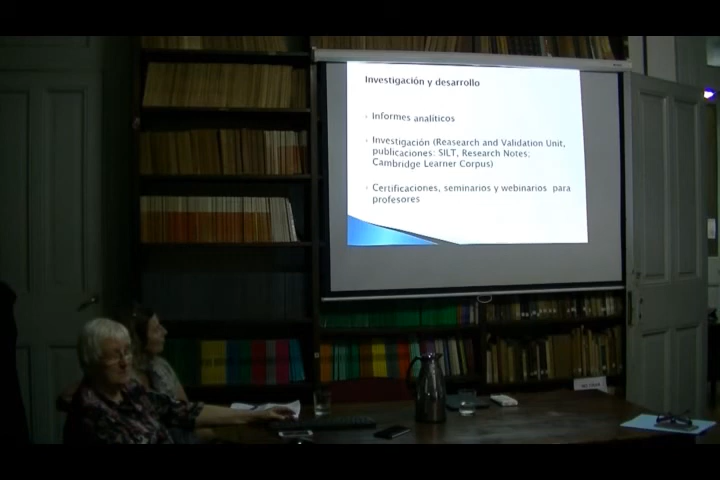 Investigación y desarrollo
Informes analíticos
Investigación (Reasearch and Validation Unit,
publicaciones: SILT, Research Notes;
Cambridge Learner Corpus)
Certificaciones, seminarios y webinarios para
profesores